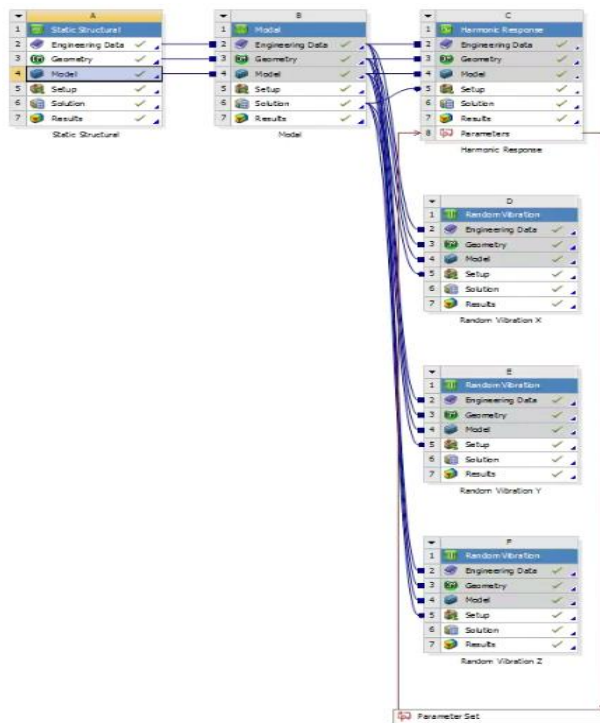 A
1 Static Structural
2 Engineering Data
3 Geometry
4 Model
5 Setup
6 Solution
7 Results
Static Structural
B
1 Modal
2 Engineering Data
3 Geometry
4 Model
5 Setup
6 Solution
7 Results
Modal
C
1 Harmonic Response
2 Engineering Data
3 Geometry
4 Model
5 Setup
6 Solution
7 Results
8 Parameters
Harmonic Response
D
1 Random Vibration
2 Engineering Data
3 Geometry
4 Model
5 Setup
6 Solution
7 Results
Random Vibration X
E
1 Random Vibration
2 Engineering Data
3 Geometry
4 Model
5 Setup
6 Solution
7 Results
Random Vibration Y
F
1 Random Vibration
2 Engineering Data
3 Geometry
4 Model
5 Setup
6 Solution
7 Results
Random Vibration Z
Parameter Set